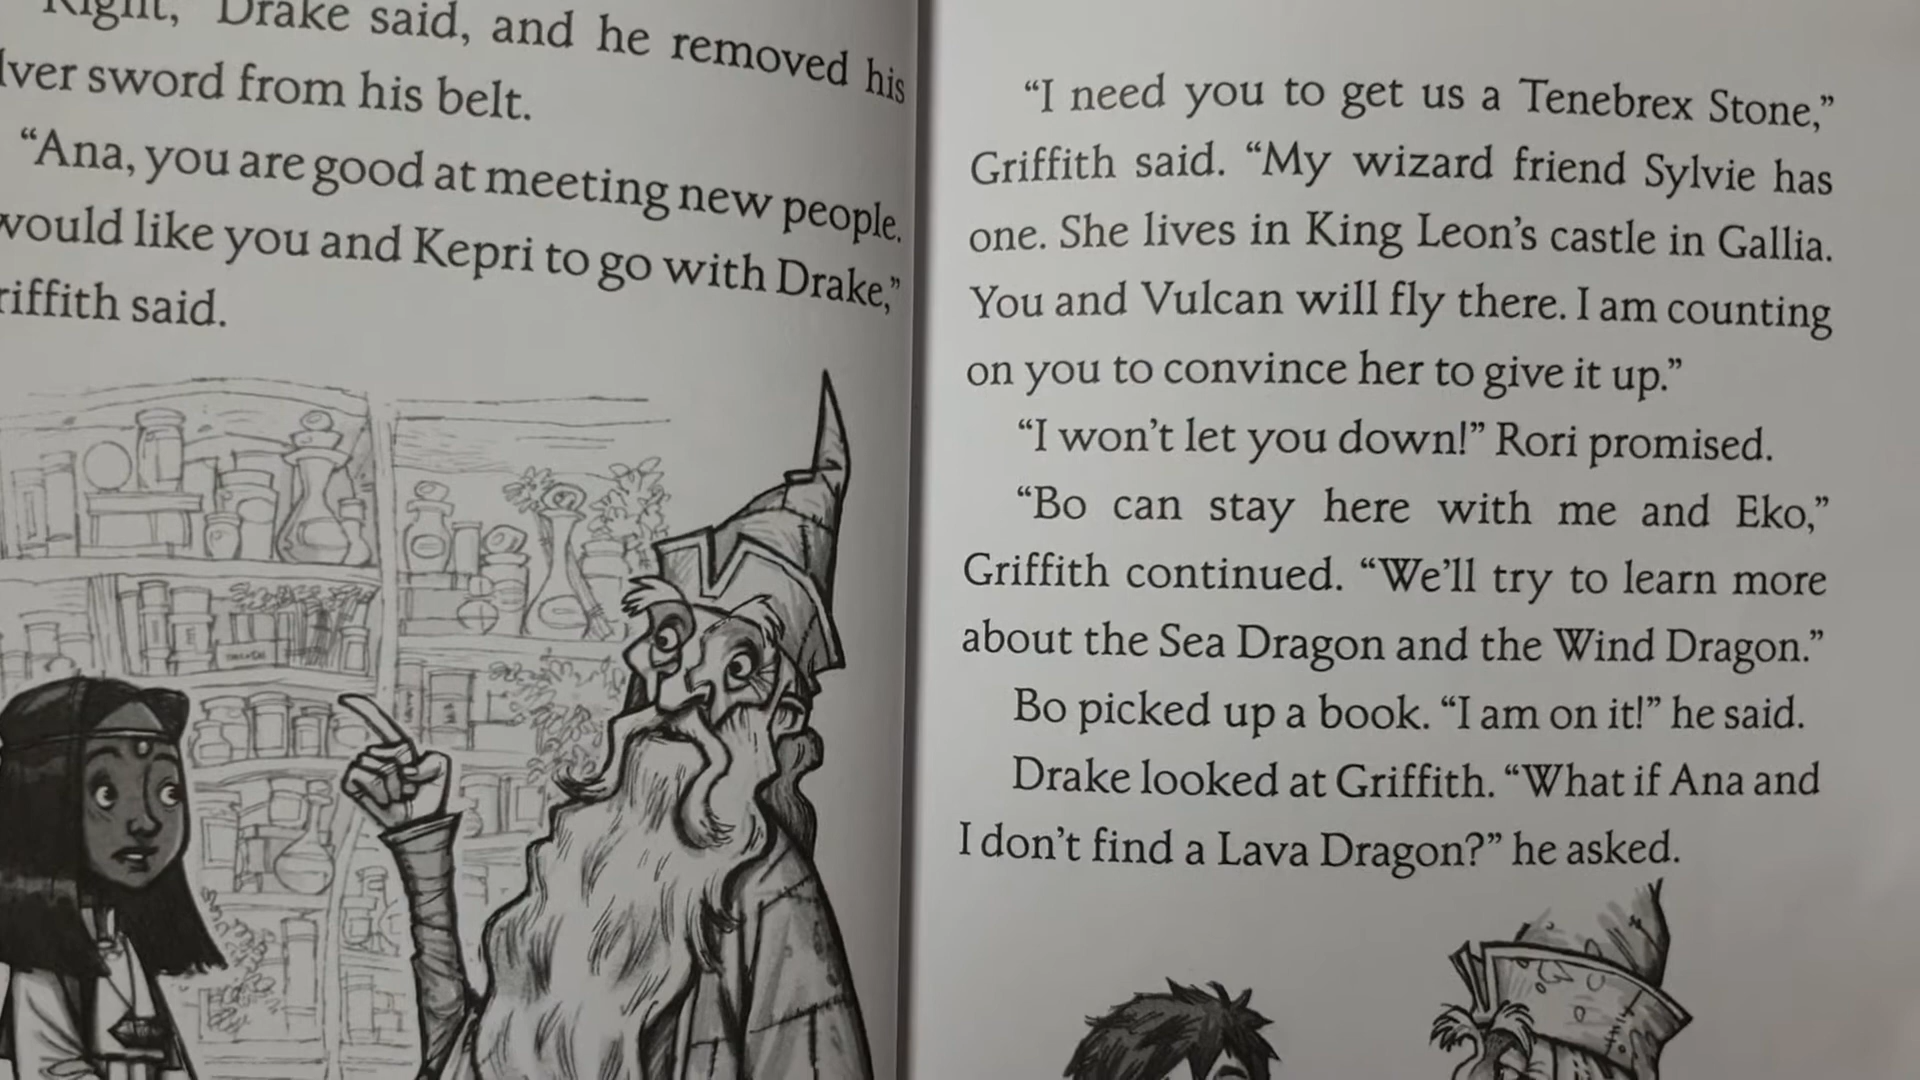 Right," Drake said, and he removed his
lver sword from his belt.
"Ana, you are good at meeting new people.
would like you and Kepri to go with Drake,"
riffith said.
"I need you to get us a Tenebrex Stone,"
Griffith said. "My wizard friend Sylvie has
one. She lives in King Leon's castle in Gallia.
You and Vulcan will fly there. I am counting
on you to convince her to give it up."
"I won't let you down!" Rori promised.
"Bo can stay here with me and Eko,"
Griffith continued. "We'll try to learn more
about the Sea Dragon and the Wind Dragon."
Bo picked up a book. "I am on it!" he said.
Drake looked at Griffith. "What if Ana and
I don't find a Lava Dragon?" he asked.